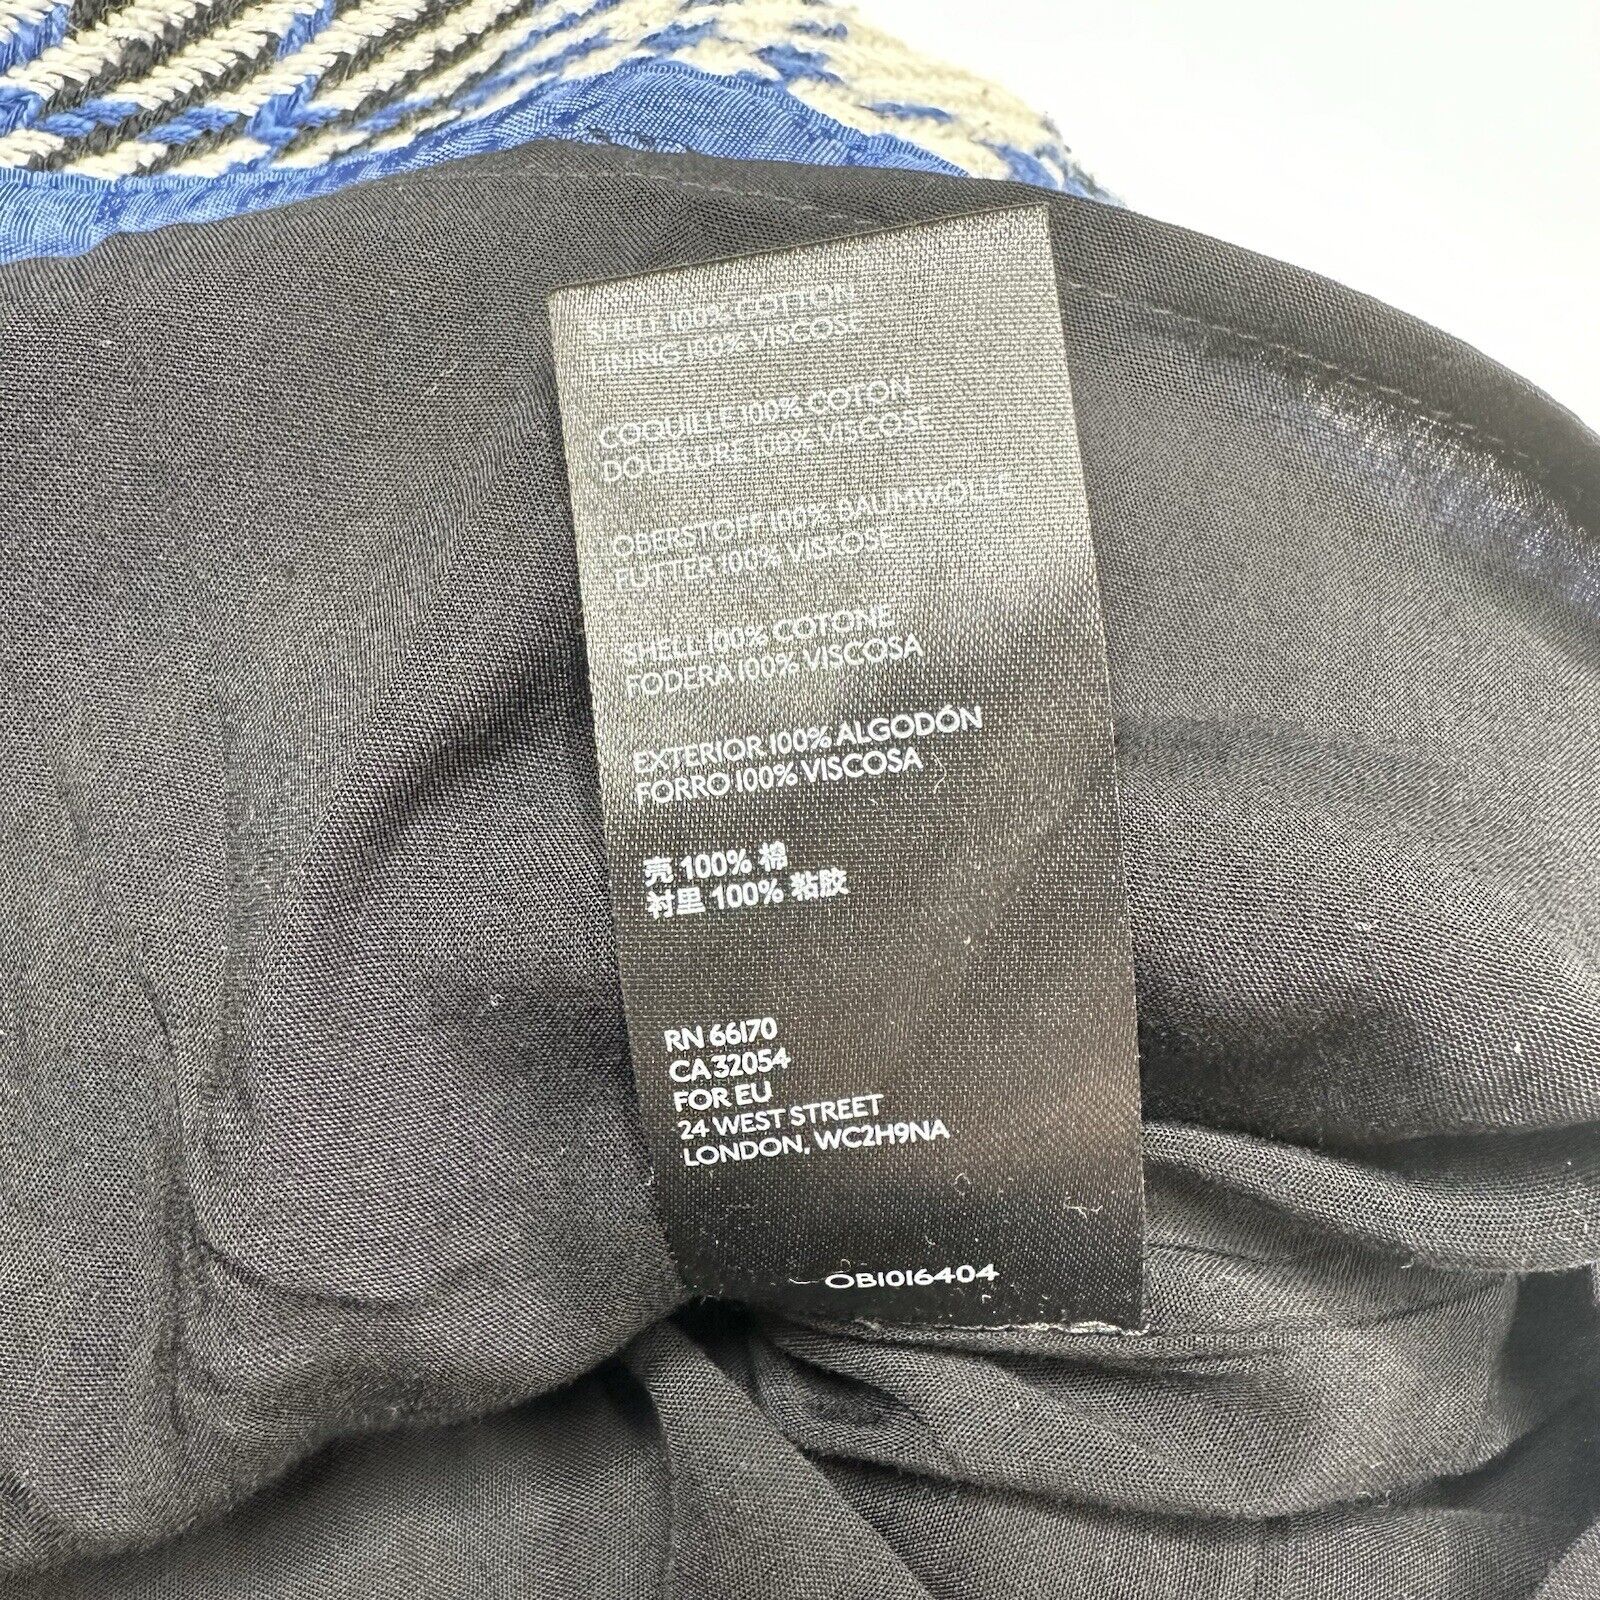 SHELL 100% COTTON
LINING 100% VISCOSE
COQUILLE 100% COTON
DOUBLURE 100% VISCOSE
OBERSTOFF 100% BAUMWOLLE
FUTTER 100% VISKOSE
SHELL 100% COTONE
FODERA 100% VISCOSA
EXTERIOR 100% ALGODÓN
FORRO 100% VISCOSA
壳 100% 棉
衬里 100% 粘胶
RN 66170
CA 32054
FOR EU
24 WEST STREET
LONDON, WC2H9NA
OB1016404